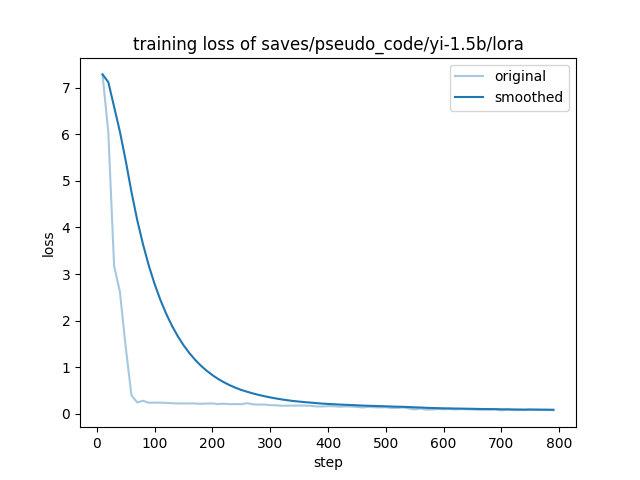 training loss of saves/pseudo_code/yi-1.5b/lora
original
smoothed
7
6
5
4
3
2
1
0
loss
0 100 200 300 400 500 600 700 800
step